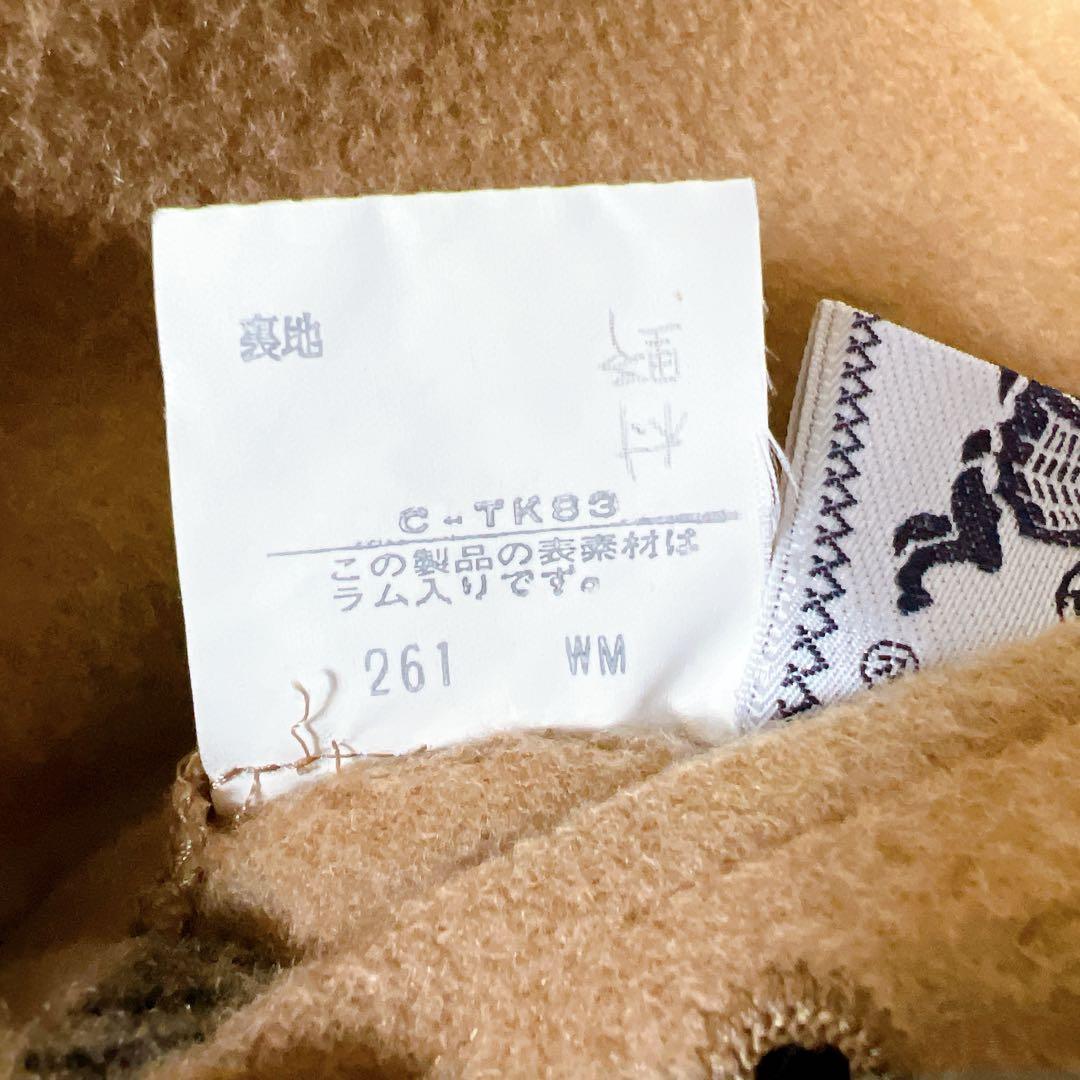 裏地
C-TK83
この製品の表素材は
ラム入りです。
261 WM
®